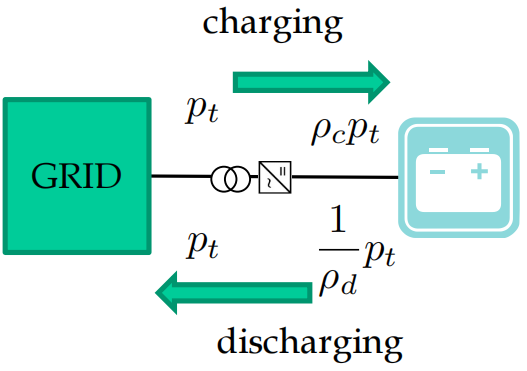 charging
p_t
ρ_c p_t
GRID
− +
p_t
1/ρ_d p_t
discharging